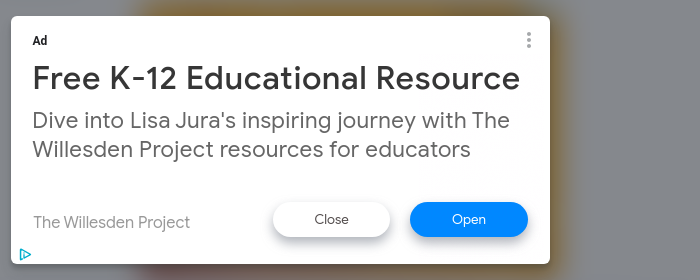 Ad
Free K-12 Educational Resource
Dive into Lisa Jura's inspiring journey with The
Willesden Project resources for educators
The Willesden Project
Close
Open